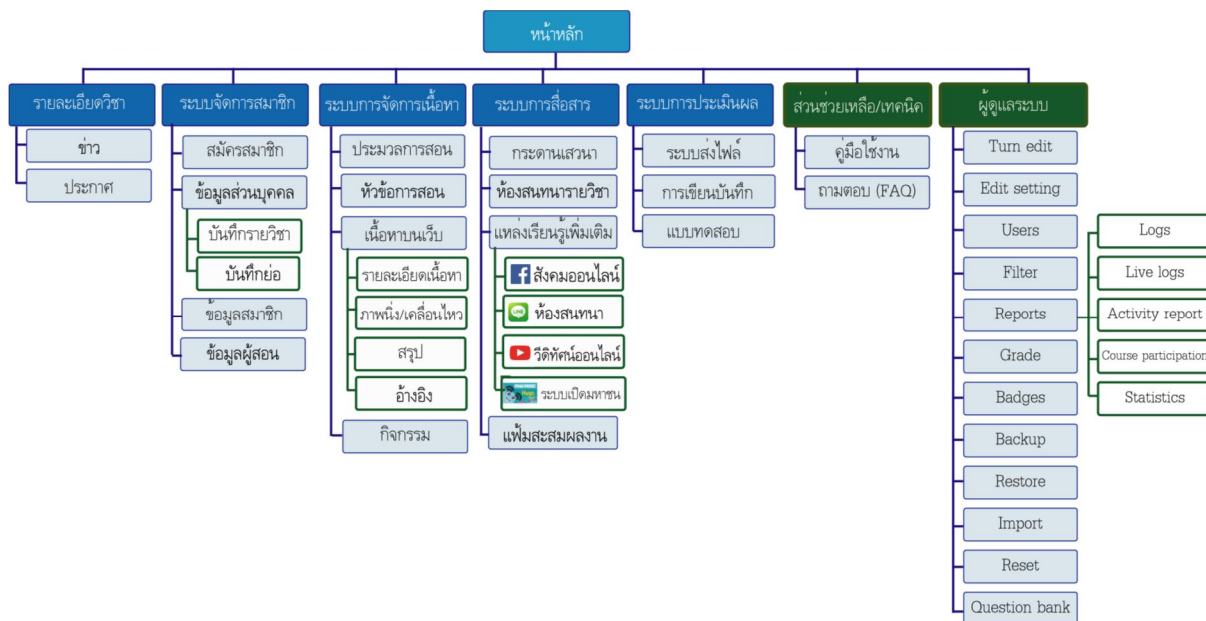 หน้าหลัก
รายละเอียดวิชา
ข่าว
ประกาศ
ระบบจัดการสมาชิก
สมัครสมาชิก
ข้อมูลส่วนบุคคล
บันทึกรายวิชา
บันทึกย่อ
ข้อมูลสมาชิก
ข้อมูลผู้สอน
ระบบการจัดการเนื้อหา
ประมวลการสอน
หัวข้อการสอน
เนื้อหาบนเว็บ
รายละเอียดเนื้อหา
ภาพนิ่ง/เคลื่อนไหว
สรุป
อ้างอิง
กิจกรรม
ระบบการสื่อสาร
กระดานเสวนา
ห้องสนทนารายวิชา
แหล่งเรียนรู้เพิ่มเติม
สังคมออนไลน์
LINE ห้องสนทนา
วีดิทัศน์ออนไลน์
ระบบเปิดมหาชน
แฟ้มสะสมผลงาน
ระบบการประเมินผล
ระบบส่งไฟล์
การเขียนบันทึก
แบบทดสอบ
ส่วนช่วยเหลือ/เทคนิค
คู่มือใช้งาน
ถามตอบ (FAQ)
ผู้ดูแลระบบ
Turn edit
Edit setting
Users
Filter
Reports
Logs
Live logs
Activity report
Course participation
Statistics
Grade
Badges
Backup
Restore
Import
Reset
Question bank